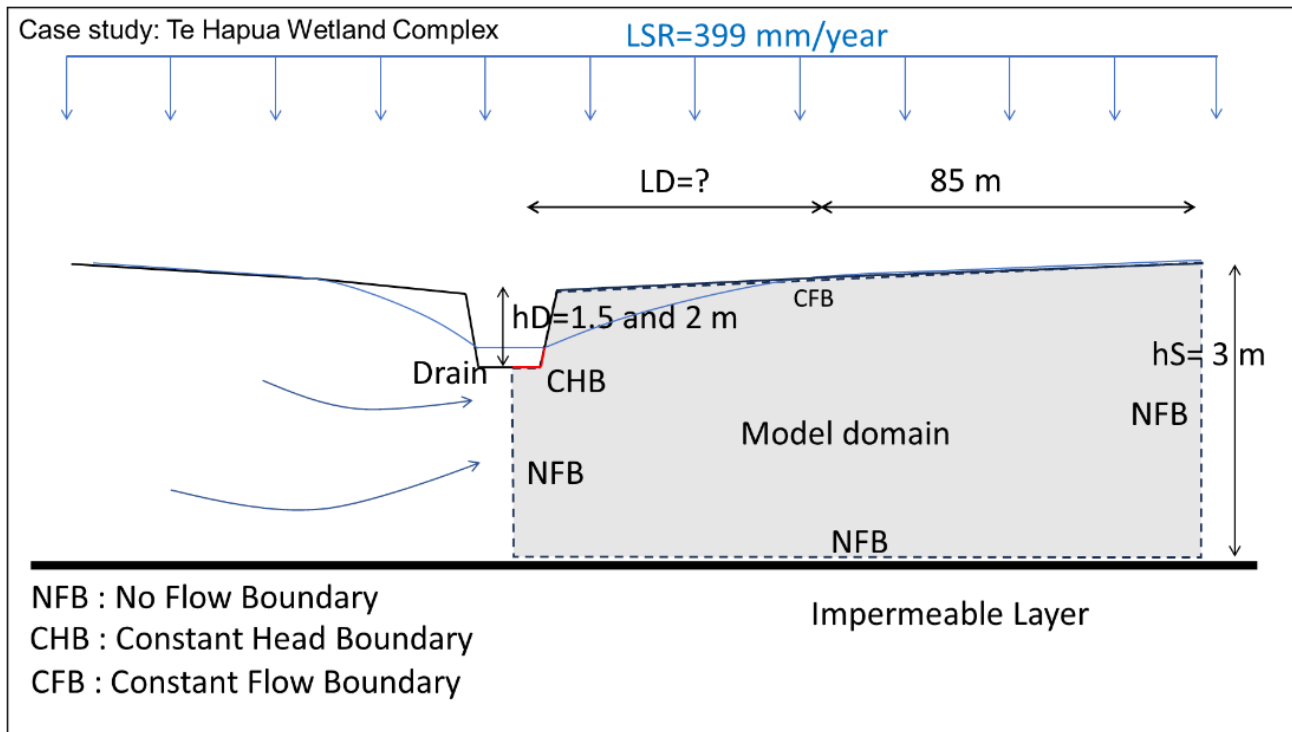 Case study: Te Hapua Wetland Complex
LSR=399 mm/year
LD=?
85 m
CFB
hD=1.5 and 2 m
hS= 3 m
Drain
CHB
NFB
Model domain
NFB
NFB
NFB : No Flow Boundary
Impermeable Layer
CHB : Constant Head Boundary
CFB : Constant Flow Boundary